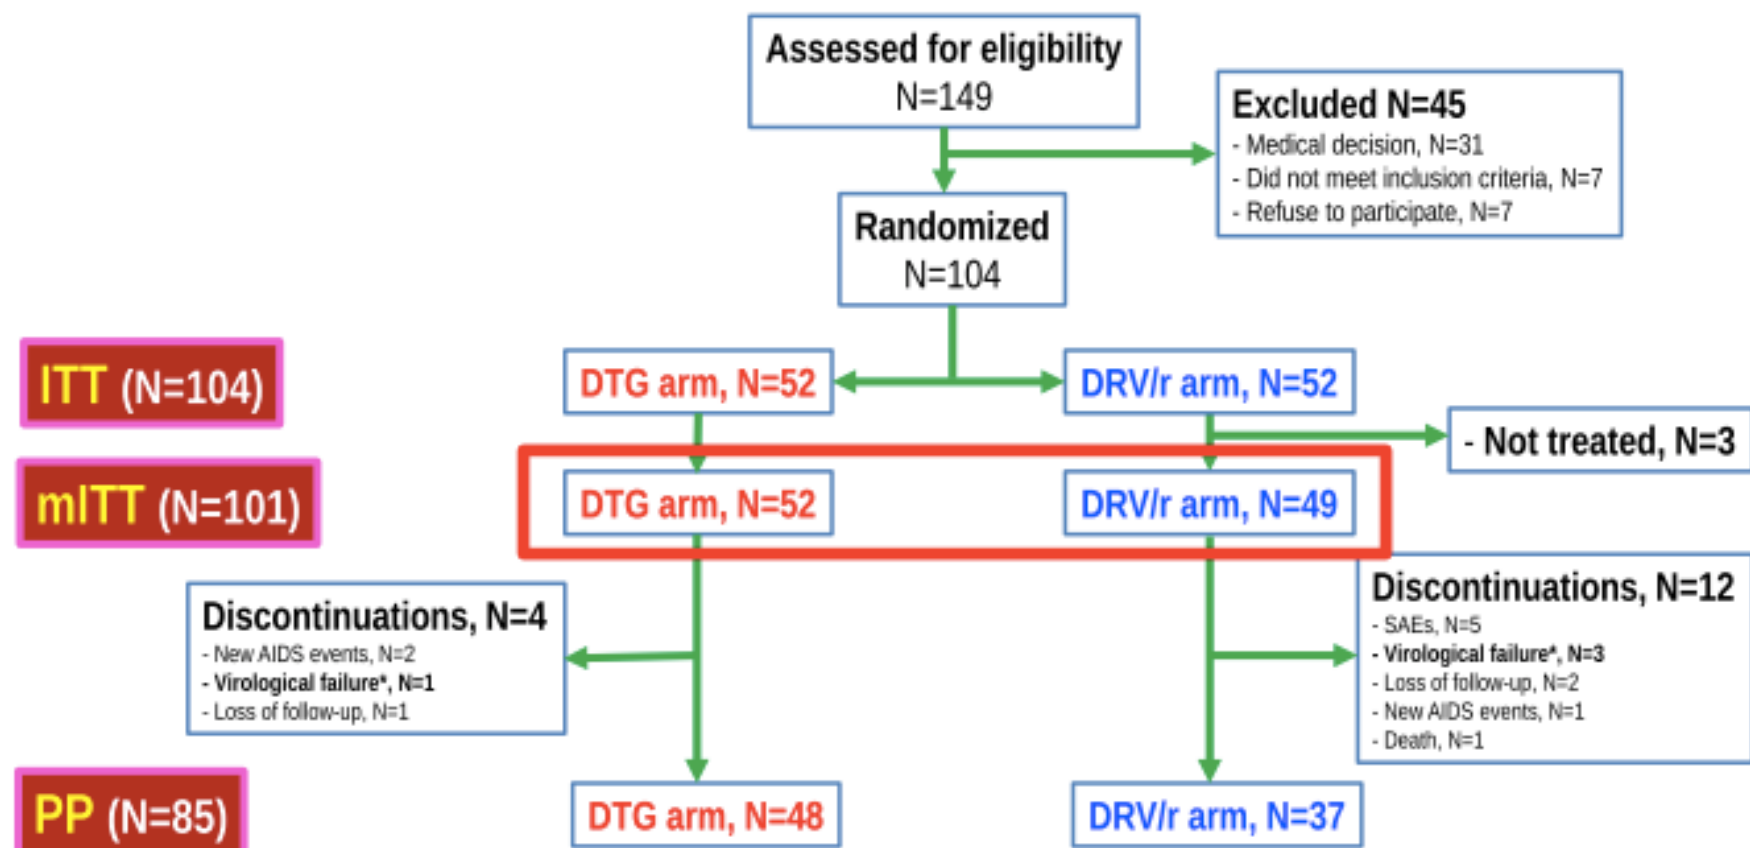 Assessed for eligibility
N=149
Excluded N=45
- Medical decision, N=31
- Did not meet inclusion criteria, N=7
- Refuse to participate, N=7
Randomized
N=104
ITT (N=104)
DTG arm, N=52
DRV/r arm, N=52
- Not treated, N=3
mITT (N=101)
DTG arm, N=52
DRV/r arm, N=49
Discontinuations, N=4
- New AIDS events, N=2
- Virological failure*, N=1
- Loss of follow-up, N=1
Discontinuations, N=12
- SAEs, N=5
- Virological failure*, N=3
- Loss of follow-up, N=2
- New AIDS events, N=1
- Death, N=1
PP (N=85)
DTG arm, N=48
DRV/r arm, N=37